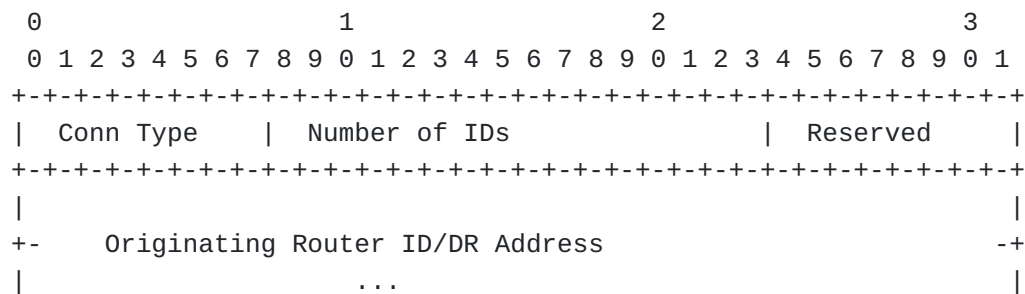 0                   1                   2                   3
 0 1 2 3 4 5 6 7 8 9 0 1 2 3 4 5 6 7 8 9 0 1 2 3 4 5 6 7 8 9 0 1
+-+-+-+-+-+-+-+-+-+-+-+-+-+-+-+-+-+-+-+-+-+-+-+-+-+-+-+-+-+-+-+-+
|  Conn Type    |  Number of IDs                |  Reserved     |
+-+-+-+-+-+-+-+-+-+-+-+-+-+-+-+-+-+-+-+-+-+-+-+-+-+-+-+-+-+-+-+-+
|                                                               |
+-    Originating Router ID/DR Address                         -+
|                     ...                                       |